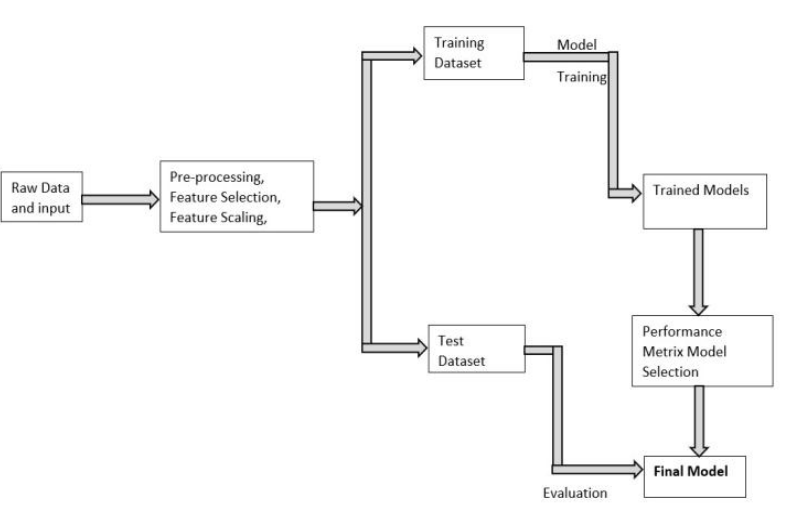 Raw Data
and input
Pre-processing,
Feature Selection,
Feature Scaling,
Training
Dataset
Model
Training
Trained Models
Performance
Metrix Model
Selection
Test
Dataset
Evaluation
Final Model